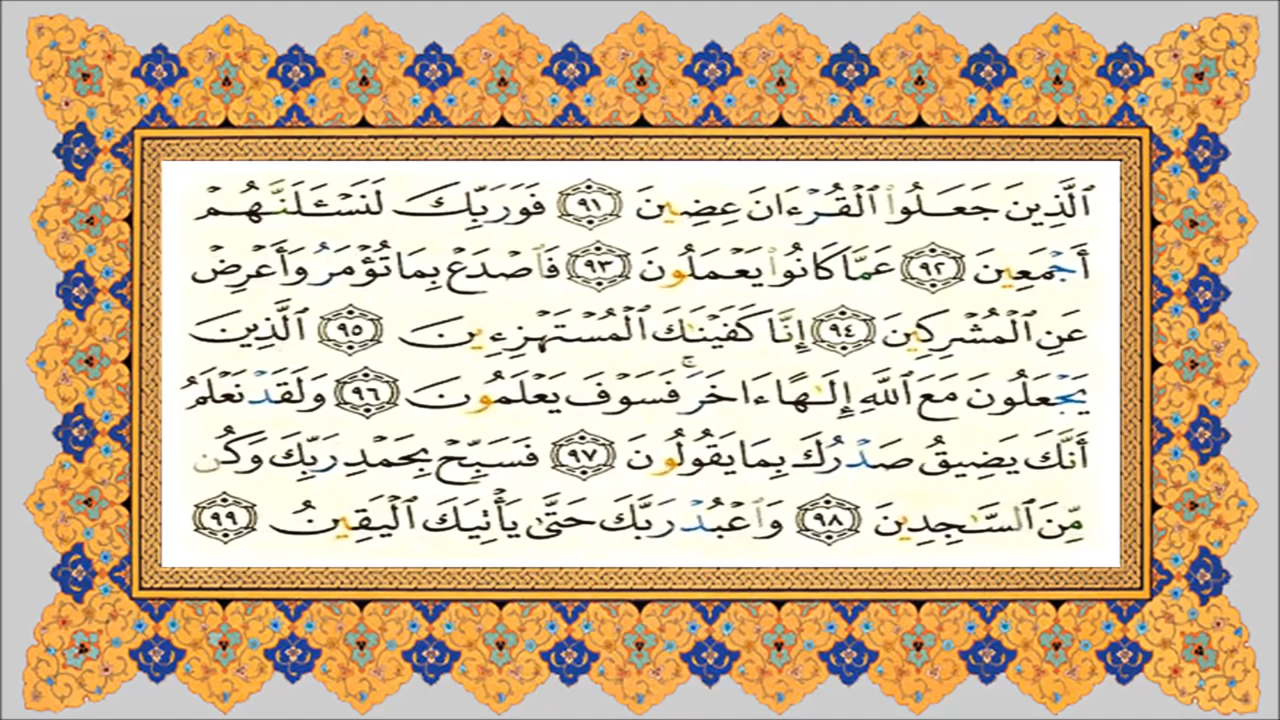 ٱلَّذِينَ جَعَلُوا۟ ٱلْقُرْءَانَ عِضِينَ ٩١ فَوَرَبِّكَ لَنَسْـَٔلَنَّهُمْ
أَجْمَعِينَ ٩٢ عَمَّا كَانُوا۟ يَعْمَلُونَ ٩٣ فَٱصْدَعْ بِمَا تُؤْمَرُ وَأَعْرِضْ
عَنِ ٱلْمُشْرِكِينَ ٩٤ إِنَّا كَفَيْنَٰكَ ٱلْمُسْتَهْزِءِينَ ٩٥ ٱلَّذِينَ
يَجْعَلُونَ مَعَ ٱللَّهِ إِلَٰهًا ءَاخَرَ ۚ فَسَوْفَ يَعْلَمُونَ ٩٦ وَلَقَدْ نَعْلَمُ
أَنَّكَ يَضِيقُ صَدْرُكَ بِمَا يَقُولُونَ ٩٧ فَسَبِّحْ بِحَمْدِ رَبِّكَ وَكُن
مِّنَ ٱلسَّٰجِدِينَ ٩٨ وَٱعْبُدْ رَبَّكَ حَتَّىٰ يَأْتِيَكَ ٱلْيَقِينُ ٩٩